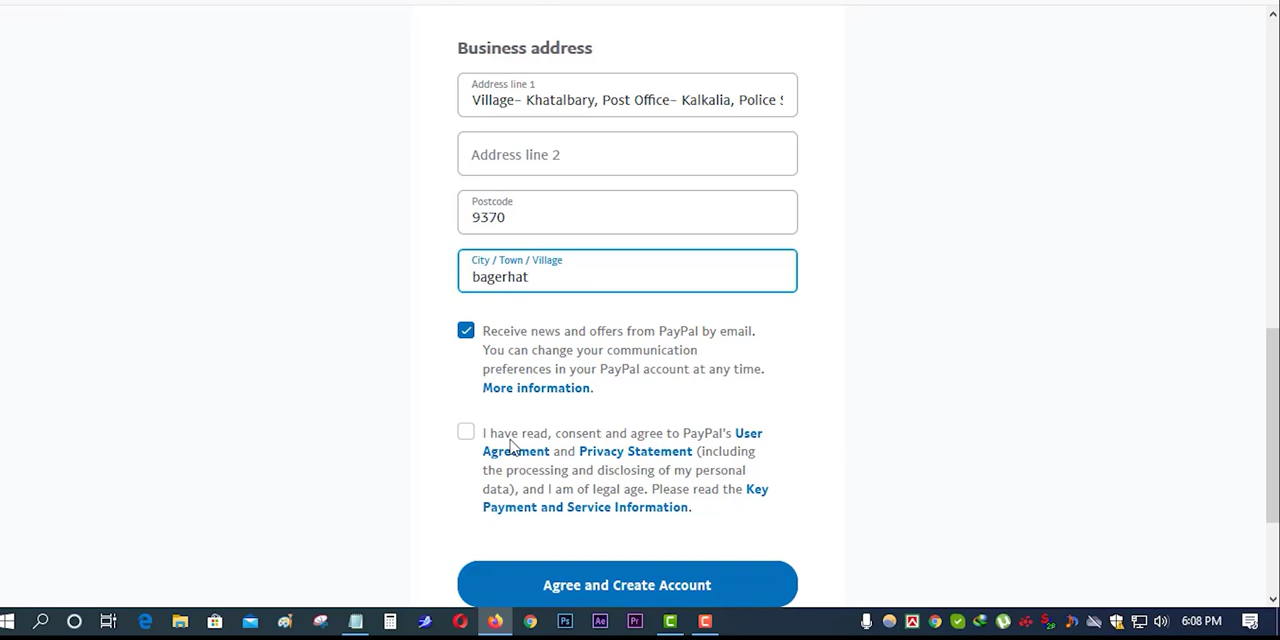 Business address
Address line 1
Village- Khatalbary, Post Office- Kalkalia, Police
Address line 2
Postcode
9370
City / Town / Village
bagerhat
Receive news and offers from PayPal by email.
You can change your communication
preferences in your PayPal account at any time.
More information.
I have read, consent and agree to PayPal's User
Agreement and Privacy Statement (including
the processing and disclosing of my personal
data), and I am of legal age. Please read the Key
Payment and Service Information.
Agree and Create Account
Ps
Ae
Pr
6:08 PM